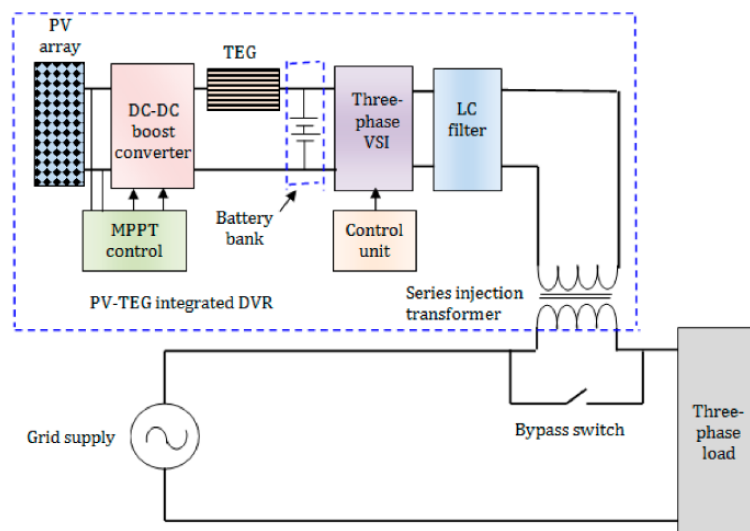 PV
array
TEG
DC-DC
boost
converter
Three-
phase
VSI
LC
filter
MPPT
control
Battery
bank
Control
unit
PV-TEG integrated DVR
Series injection
transformer
Grid supply
Bypass switch
Three-
phase
load